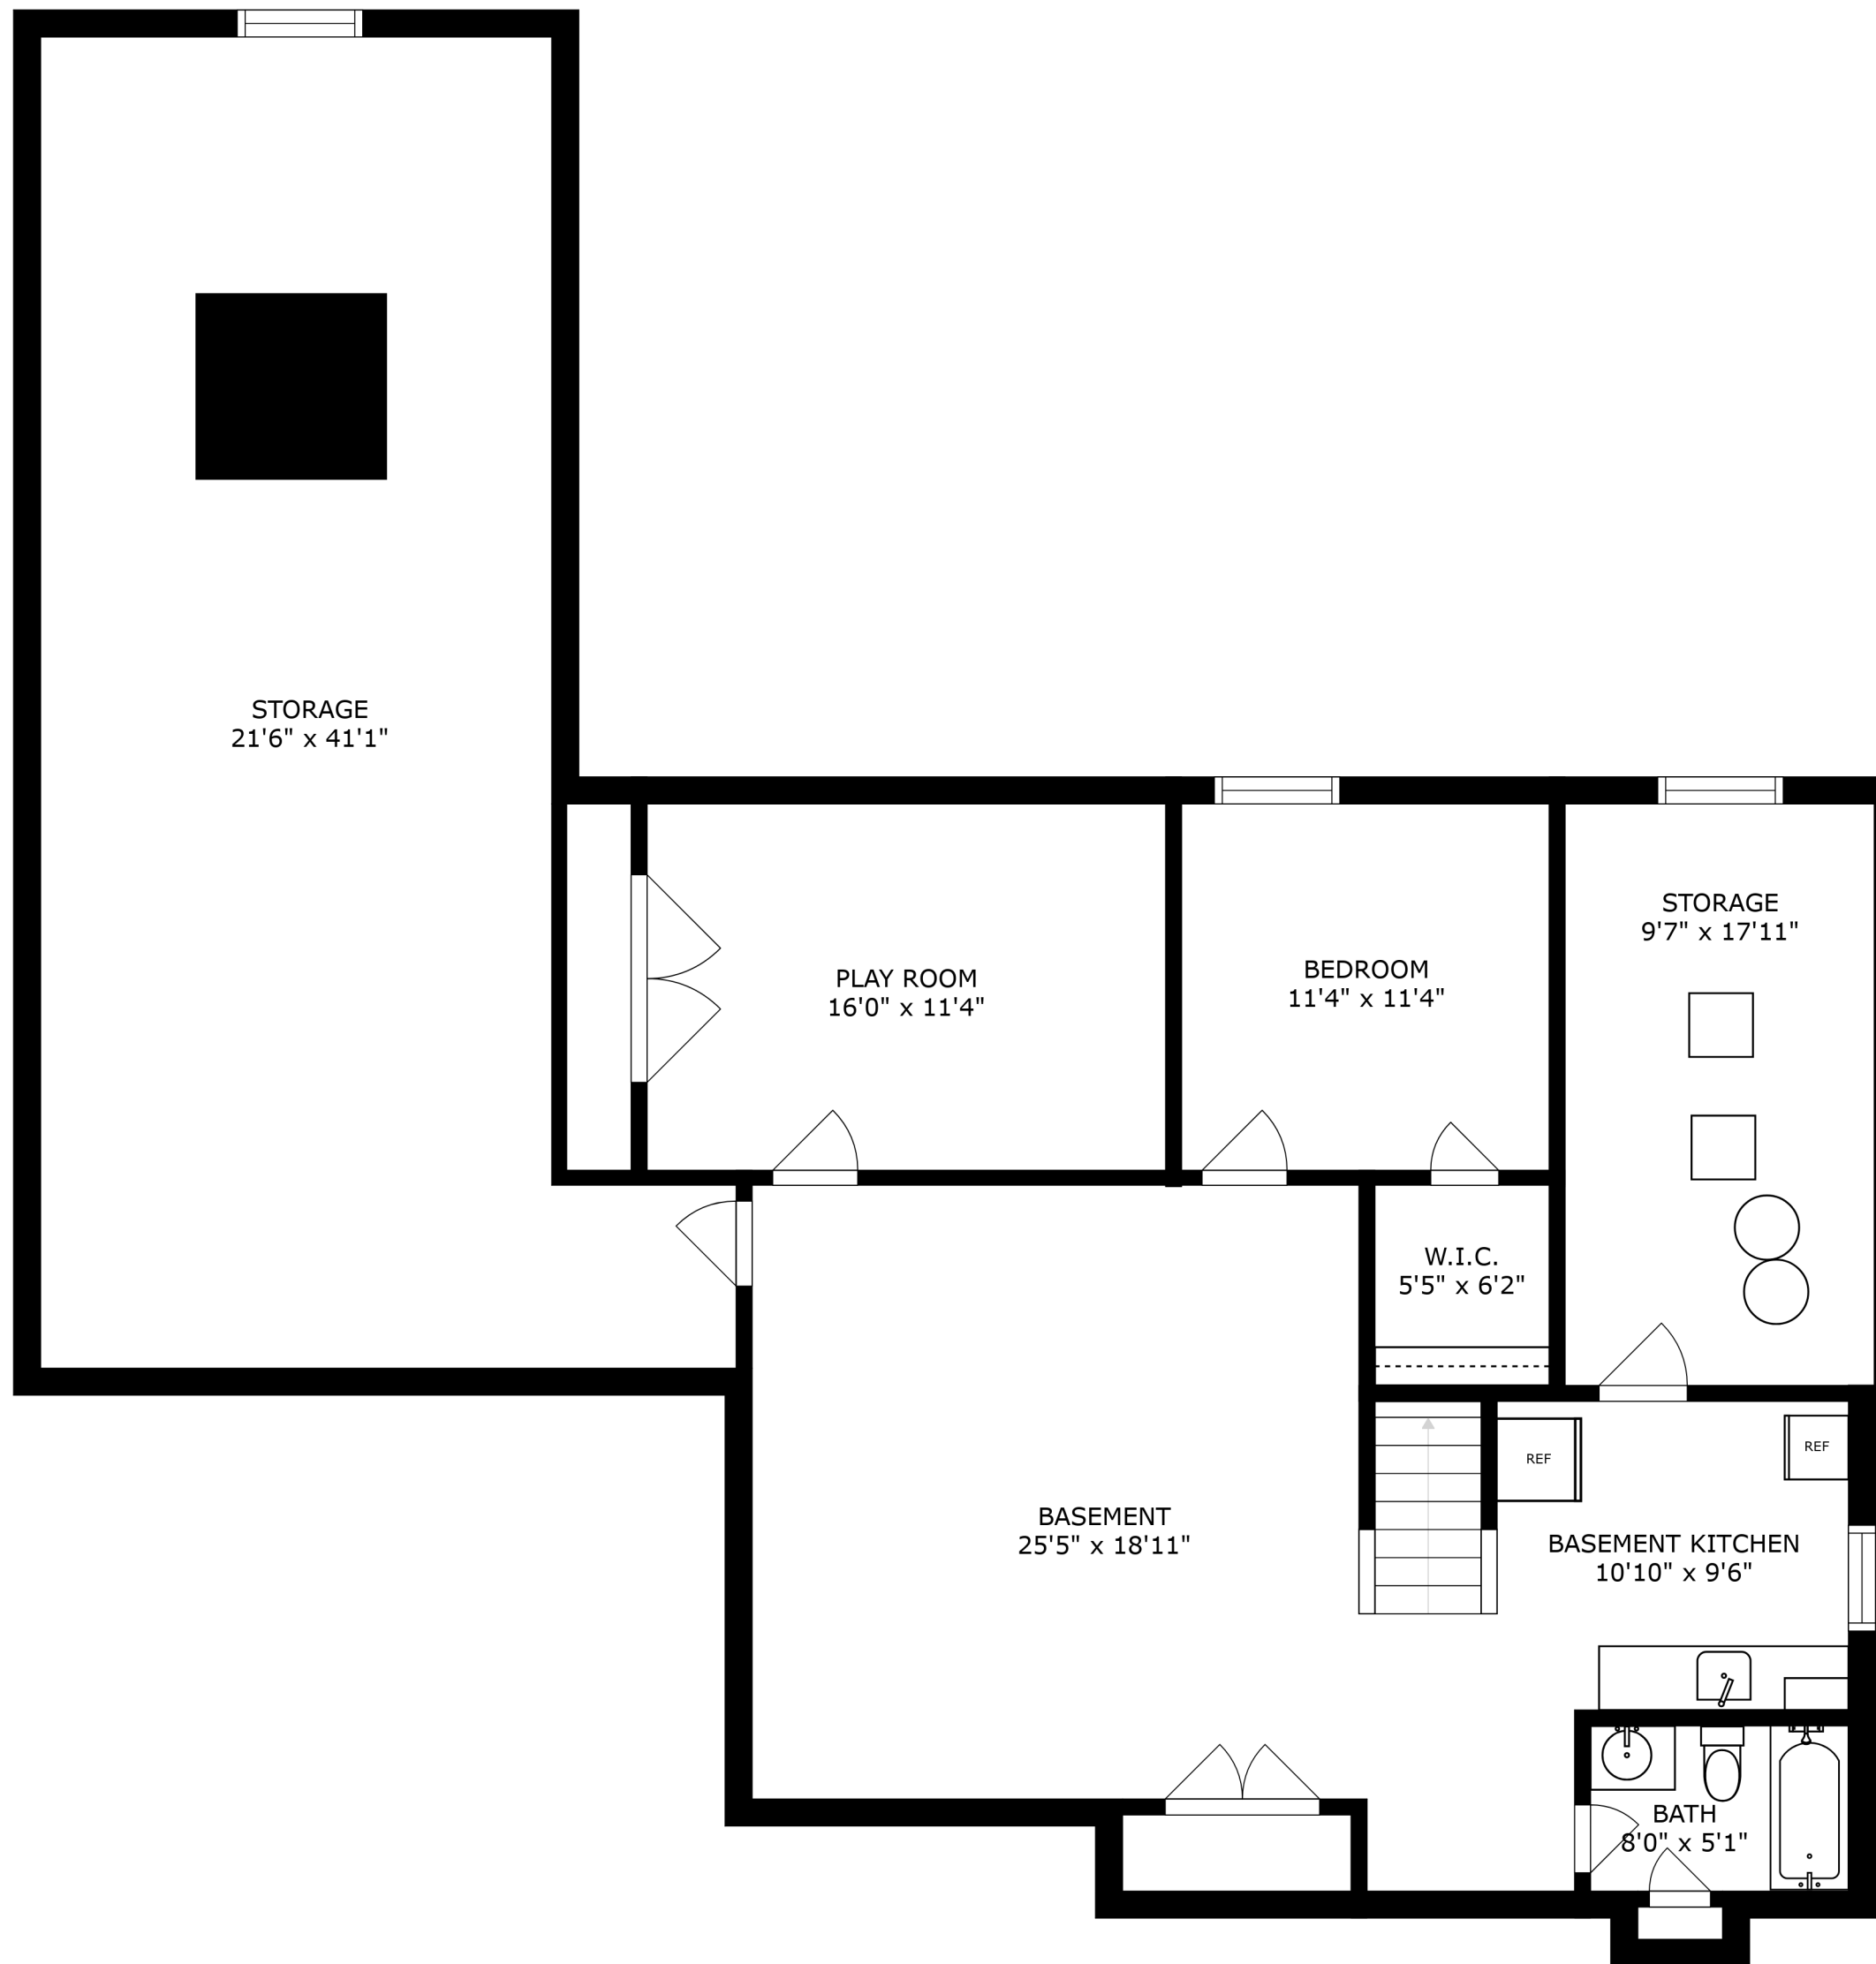 STORAGE
21'6" x 41'1"
STORAGE
9'7" x 17'11"
PLAY ROOM
16'0" x 11'4"
BEDROOM
11'4" x 11'4"
W.I.C.
5'5" x 6'2"
REF
REF
BASEMENT
25'5" x 18'11"
BASEMENT KITCHEN
10'10" x 9'6"
BATH
8'0" x 5'1"